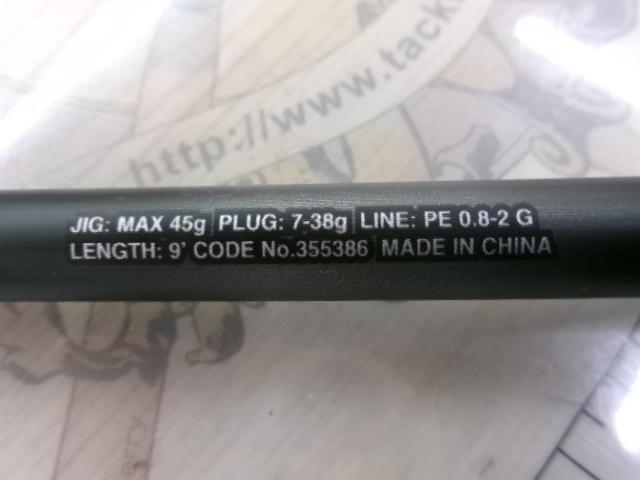 http://www.tack
JIG: MAX 45g PLUG: 7-38g LINE: PE 0.8-2 G
LENGTH: 9' CODE No.355386 MADE IN CHINA